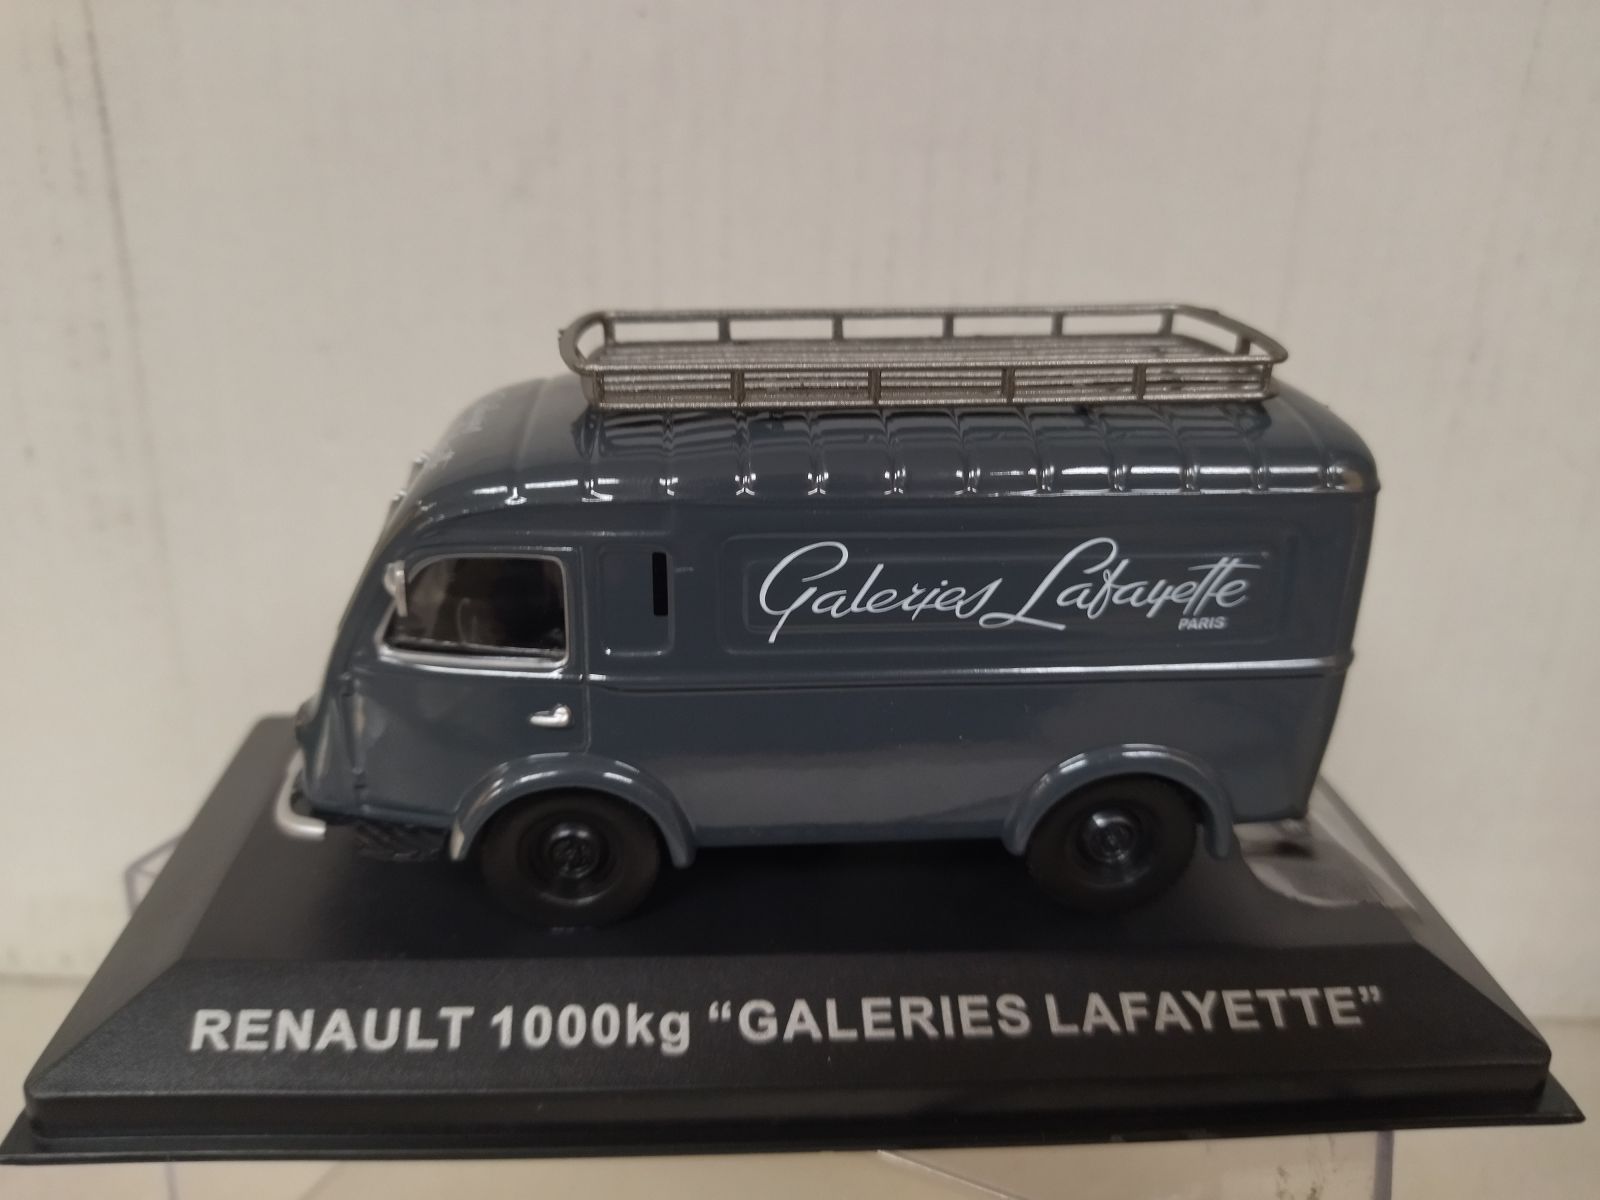 Galeries Lafayette
PARIS
RENAULT 1000kg “GALERIES LAFAYETTE”